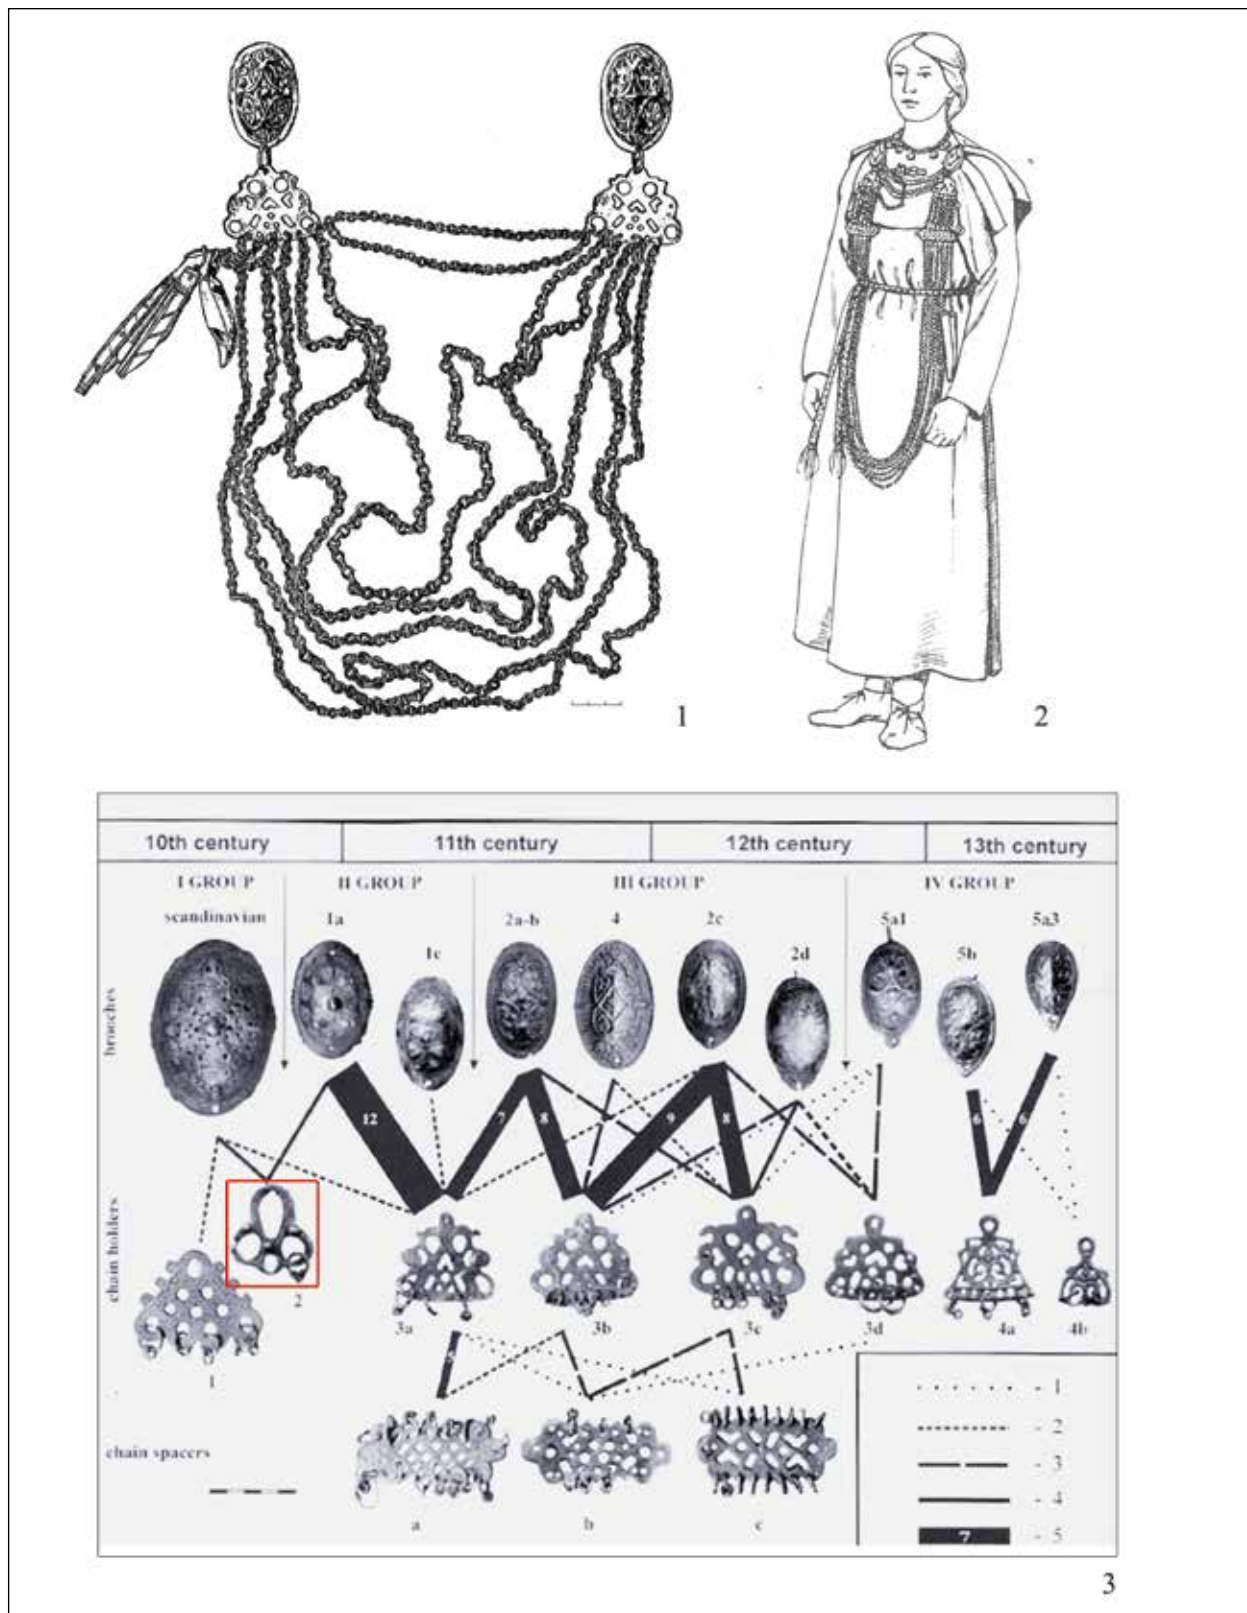 1
2
10th century 11th century 12th century 13th century
I GROUP II GROUP III GROUP IV GROUP
scandinavian 1a 2a-b 4 2c 5a1 5a3
1c 2d 5b
brooches
12 7 8 9 8 6 6
chain holders
2
3a 3b 3c 3d 4a 4b
1
5
- 1
- 2
chain spacers
- 3
- 4
a b c
7 - 5
3